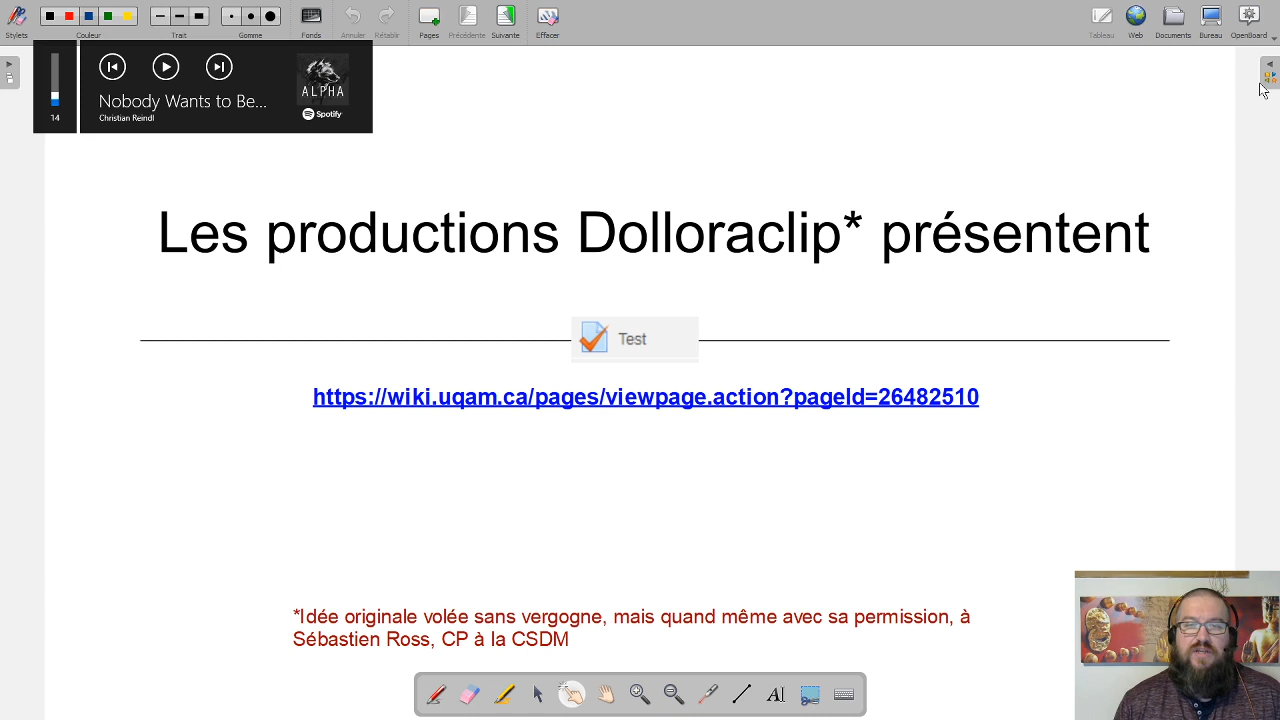 Stylets
Couleur
Trait
Gomme
Fonds
Annuler
Rétablir
Pages
Précédente
Suivante
Effacer
Tableau
Web
Documents
Bureau
OpenBoard
14
Nobody Wants to Be...
Christian Reindl
ALPHA
Spotify
Les productions Dolloraclip* présentent
Test
https://wiki.uqam.ca/pages/viewpage.action?pageId=26482510
*Idée originale volée sans vergogne, mais quand même avec sa permission, à
Sébastien Ross, CP à la CSDM
AI